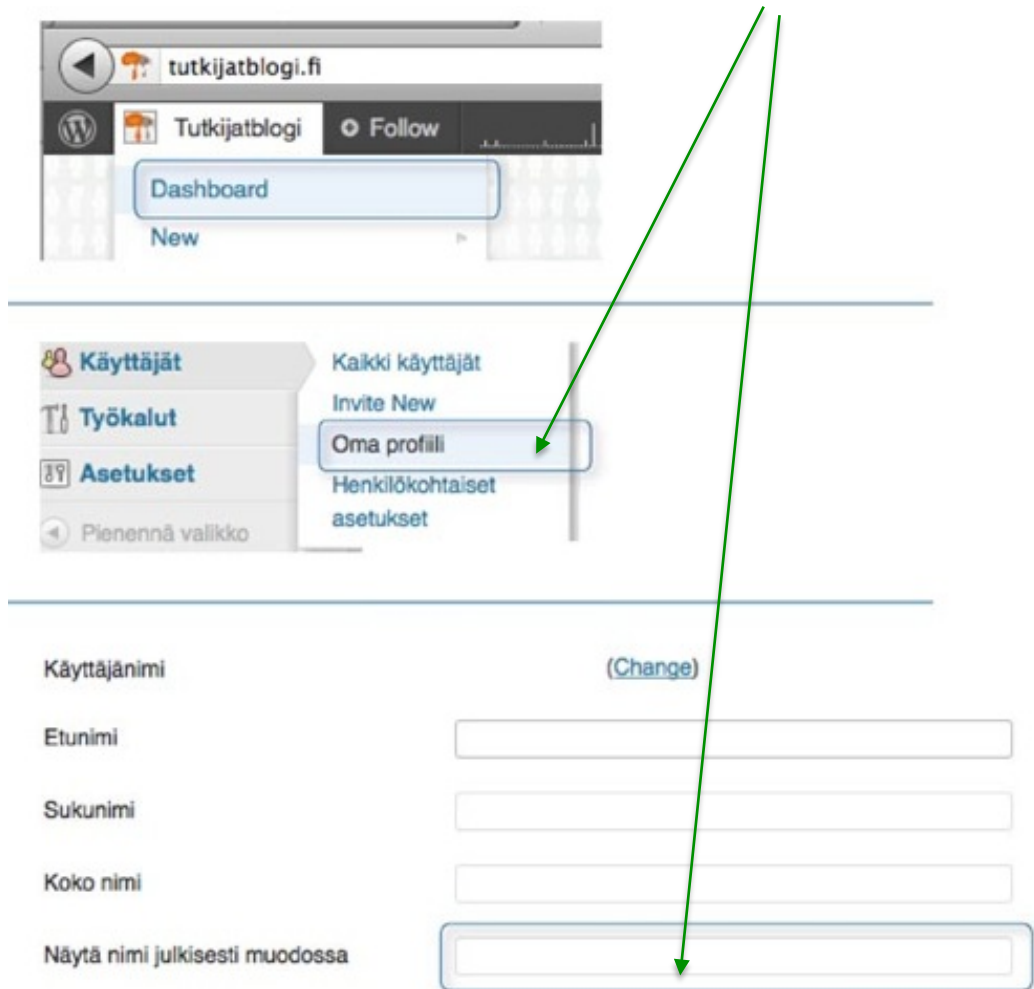 tutkijatblogi.fi
Tutkijatblogi Follow
Dashboard
New
Käyttäjät
Työkalut
Asetukset
Pienennä valikko
Kaikki käyttäjät
Invite New
Oma profiili
Henkilökohtaiset
asetukset
Käyttäjänimi (Change)
Etunimi
Sukunimi
Koko nimi
Näytä nimi julkisesti muodossa